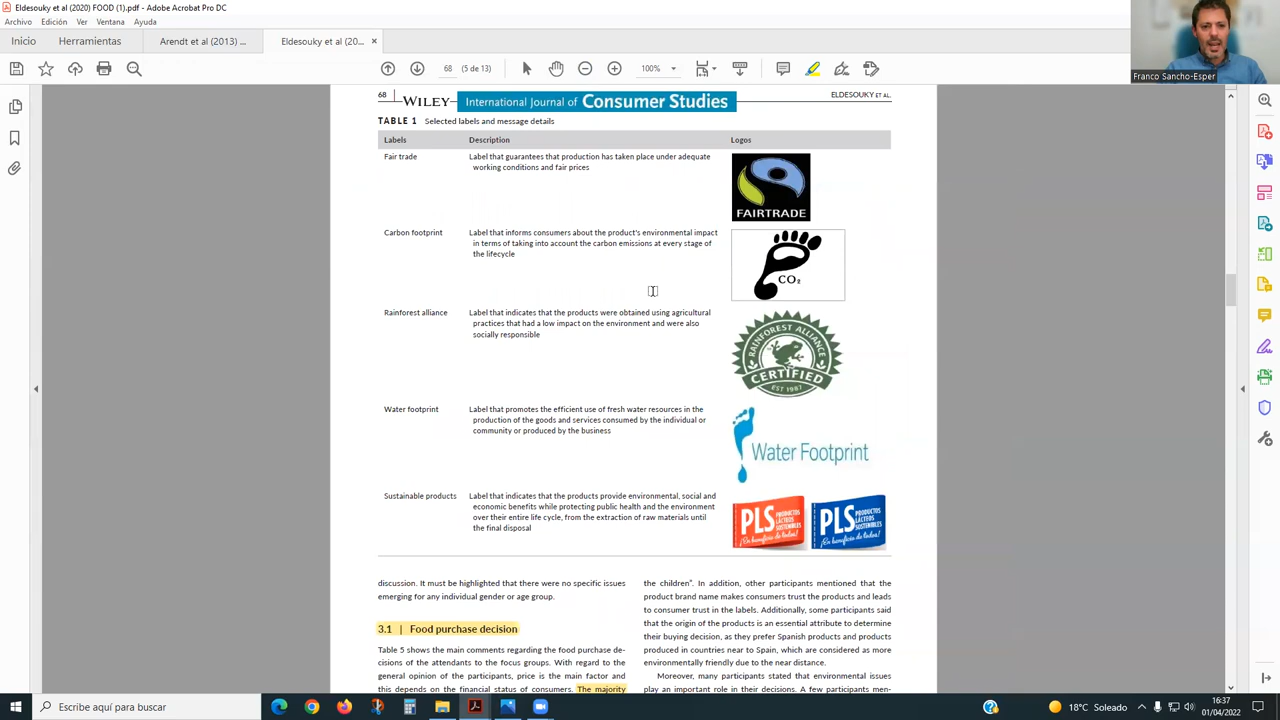 Eldesouky et al (2020) FOOD (1).pdf - Adobe Acrobat Pro DC
Archivo Edición Ver Ventana Ayuda
Inicio Herramientas Arendt et al (2013) ... Eldesouky et al (20... ×
68 (5 de 13) 100%
Franco Sancho-Esper
68 WILEY International Journal of Consumer Studies ELDESOUKY ET AL.
TABLE 1 Selected labels and message details
Labels Description Logos
Fair trade Label that guarantees that production has taken place under adequate
working conditions and fair prices
FAIRTRADE
Carbon footprint Label that informs consumers about the product's environmental impact
in terms of taking into account the carbon emissions at every stage of
the lifecycle
CO₂
Rainforest alliance Label that indicates that the products were obtained using agricultural
practices that had a low impact on the environment and were also
socially responsible
RAINFOREST ALLIANCE
CERTIFIED
EST 1987
Water footprint Label that promotes the efficient use of fresh water resources in the
production of the goods and services consumed by the individual or
community or produced by the business
Water Footprint
Sustainable products Label that indicates that the products provide environmental, social and
economic benefits while protecting public health and the environment
over their entire life cycle, from the extraction of raw materials until
the final disposal
PLS PRODUCTOS LÁCTEOS SOSTENIBLES
¡En beneficio de todos!
PLS PRODUCTOS LÁCTEOS SOSTENIBLES
¡En beneficio de todos!
discussion. It must be highlighted that there were no specific issues
emerging for any individual gender or age group.
3.1 | Food purchase decision
Table 5 shows the main comments regarding the food purchase de-
cisions of the attendants to the focus groups. With regard to the
general opinion of the participants, price is the main factor and
this depends on the financial status of consumers. The majority
the children”. In addition, other participants mentioned that the
product brand name makes consumers trust the products and leads
to consumer trust in the labels. Additionally, some participants said
that the origin of the products is an essential attribute to determine
their buying decision, as they prefer Spanish products and products
produced in countries near to Spain, which are considered as more
environmentally friendly due to the near distance.
Moreover, many participants stated that environmental issues
play an important role in their decisions. A few participants men-
Escribe aquí para buscar
18°C Soleado
16:37
01/04/2022